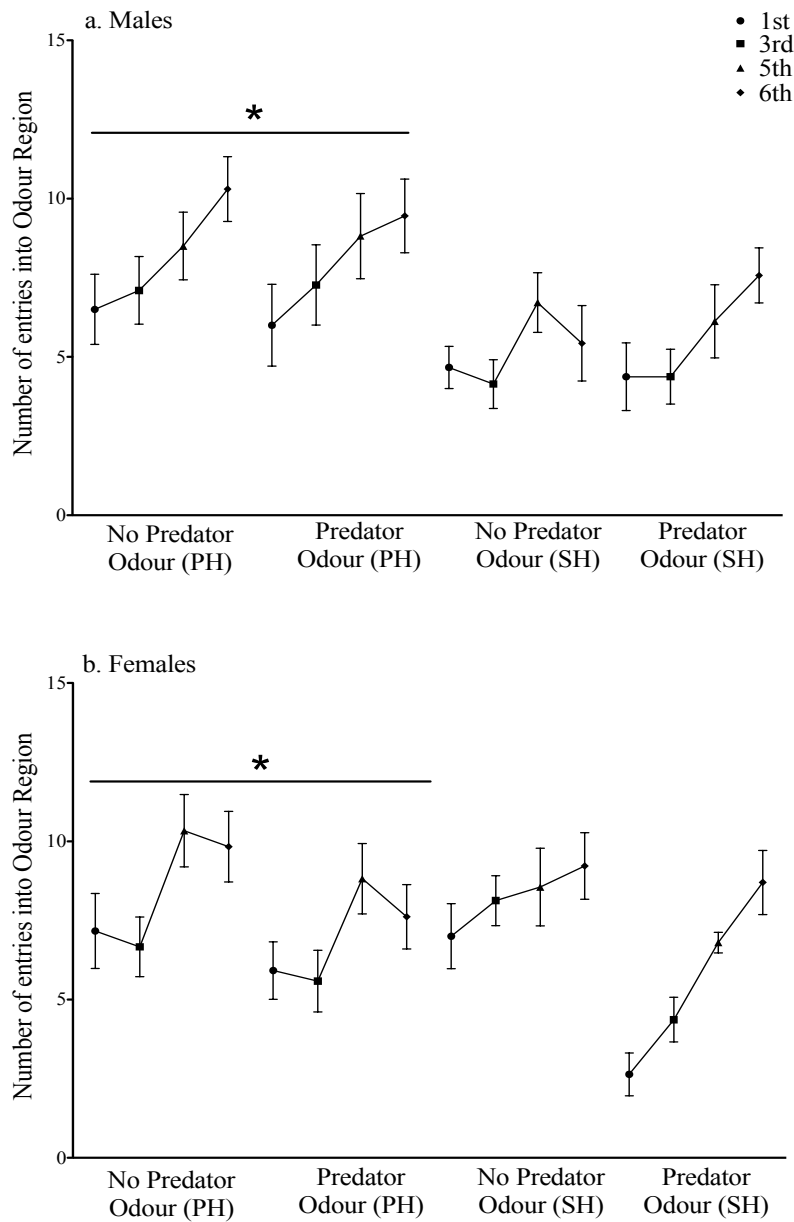 a. Males
1st
3rd
5th
6th
15
10
5
0
Number of entries into Odour Region
*
No Predator
Odour (PH)
Predator
Odour (PH)
No Predator
Odour (SH)
Predator
Odour (SH)
b. Females
15
10
5
0
Number of entries into Odour Region
*
No Predator
Odour (PH)
Predator
Odour (PH)
No Predator
Odour (SH)
Predator
Odour (SH)